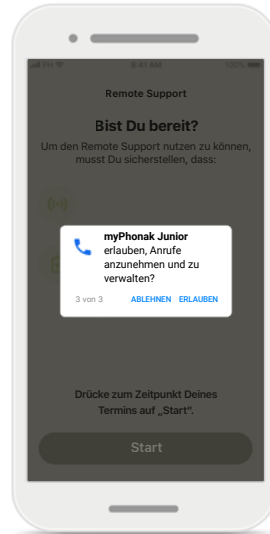 9:41 AM
100%
Remote Support
Bist Du bereit?
Um den Remote Support nutzen zu können,
musst Du sicherstellen, dass:
myPhonak Junior
erlauben, Anrufe
anzunehmen und zu
verwalten?
3 von 3 ABLEHNEN ERLAUBEN
Drücke zum Zeitpunkt Deines
Termins auf „Start“.
Start